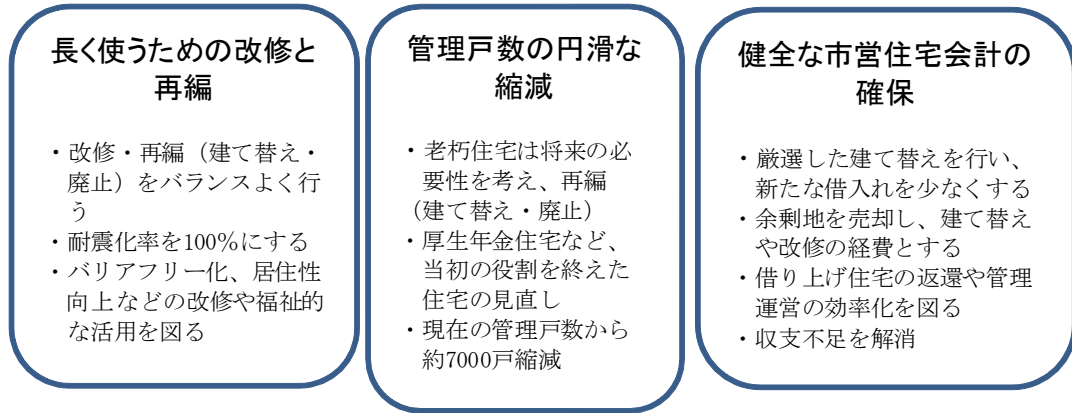 長く使うための改修と
再編
・改修・再編（建て替え・
廃止）をバランスよく行
う
・耐震化率を100％にする
・バリアフリー化、居住性
向上などの改修や福祉的
な活用を図る
管理戸数の円滑な
縮減
・老朽住宅は将来の必
要性を考え、再編
（建て替え・廃止）
・厚生年金住宅など、
当初の役割を終えた
住宅の見直し
・現在の管理戸数から
約7000戸縮減
健全な市営住宅会計の
確保
・厳選した建て替えを行い、
新たな借入れを少なくする
・余剰地を売却し、建て替え
や改修の経費とする
・借り上げ住宅の返還や管理
運営の効率化を図る
・収支不足を解消